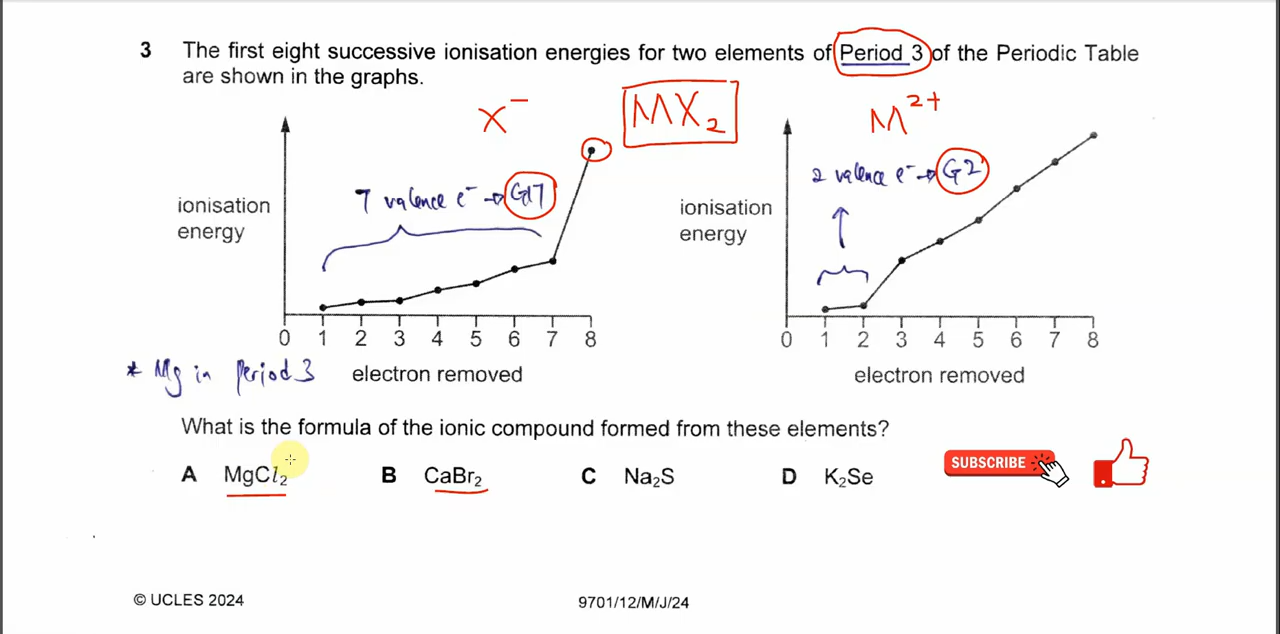 3 The first eight successive ionisation energies for two elements of Period 3 of the Periodic Table
are shown in the graphs.
X⁻
MX₂
M²⁺
7 valence e⁻ → G17
2 valence e⁻ → G2
ionisation
energy
ionisation
energy
0 1 2 3 4 5 6 7 8
0 1 2 3 4 5 6 7 8
* Mg in Period 3
electron removed
electron removed
What is the formula of the ionic compound formed from these elements?
A MgCl₂ B CaBr₂ C Na₂S D K₂Se
SUBSCRIBE
© UCLES 2024
9701/12/M/J/24